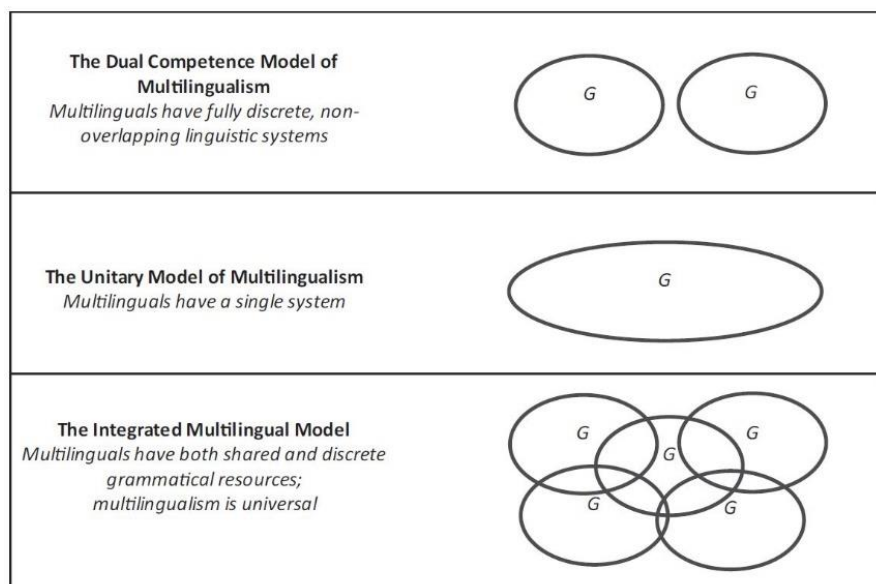 The Dual Competence Model of
Multilingualism
Multilinguals have fully discrete, non-
overlapping linguistic systems
G
G
The Unitary Model of Multilingualism
Multilinguals have a single system
G
The Integrated Multilingual Model
Multilinguals have both shared and discrete
grammatical resources;
multilingualism is universal
G
G
G
G
G